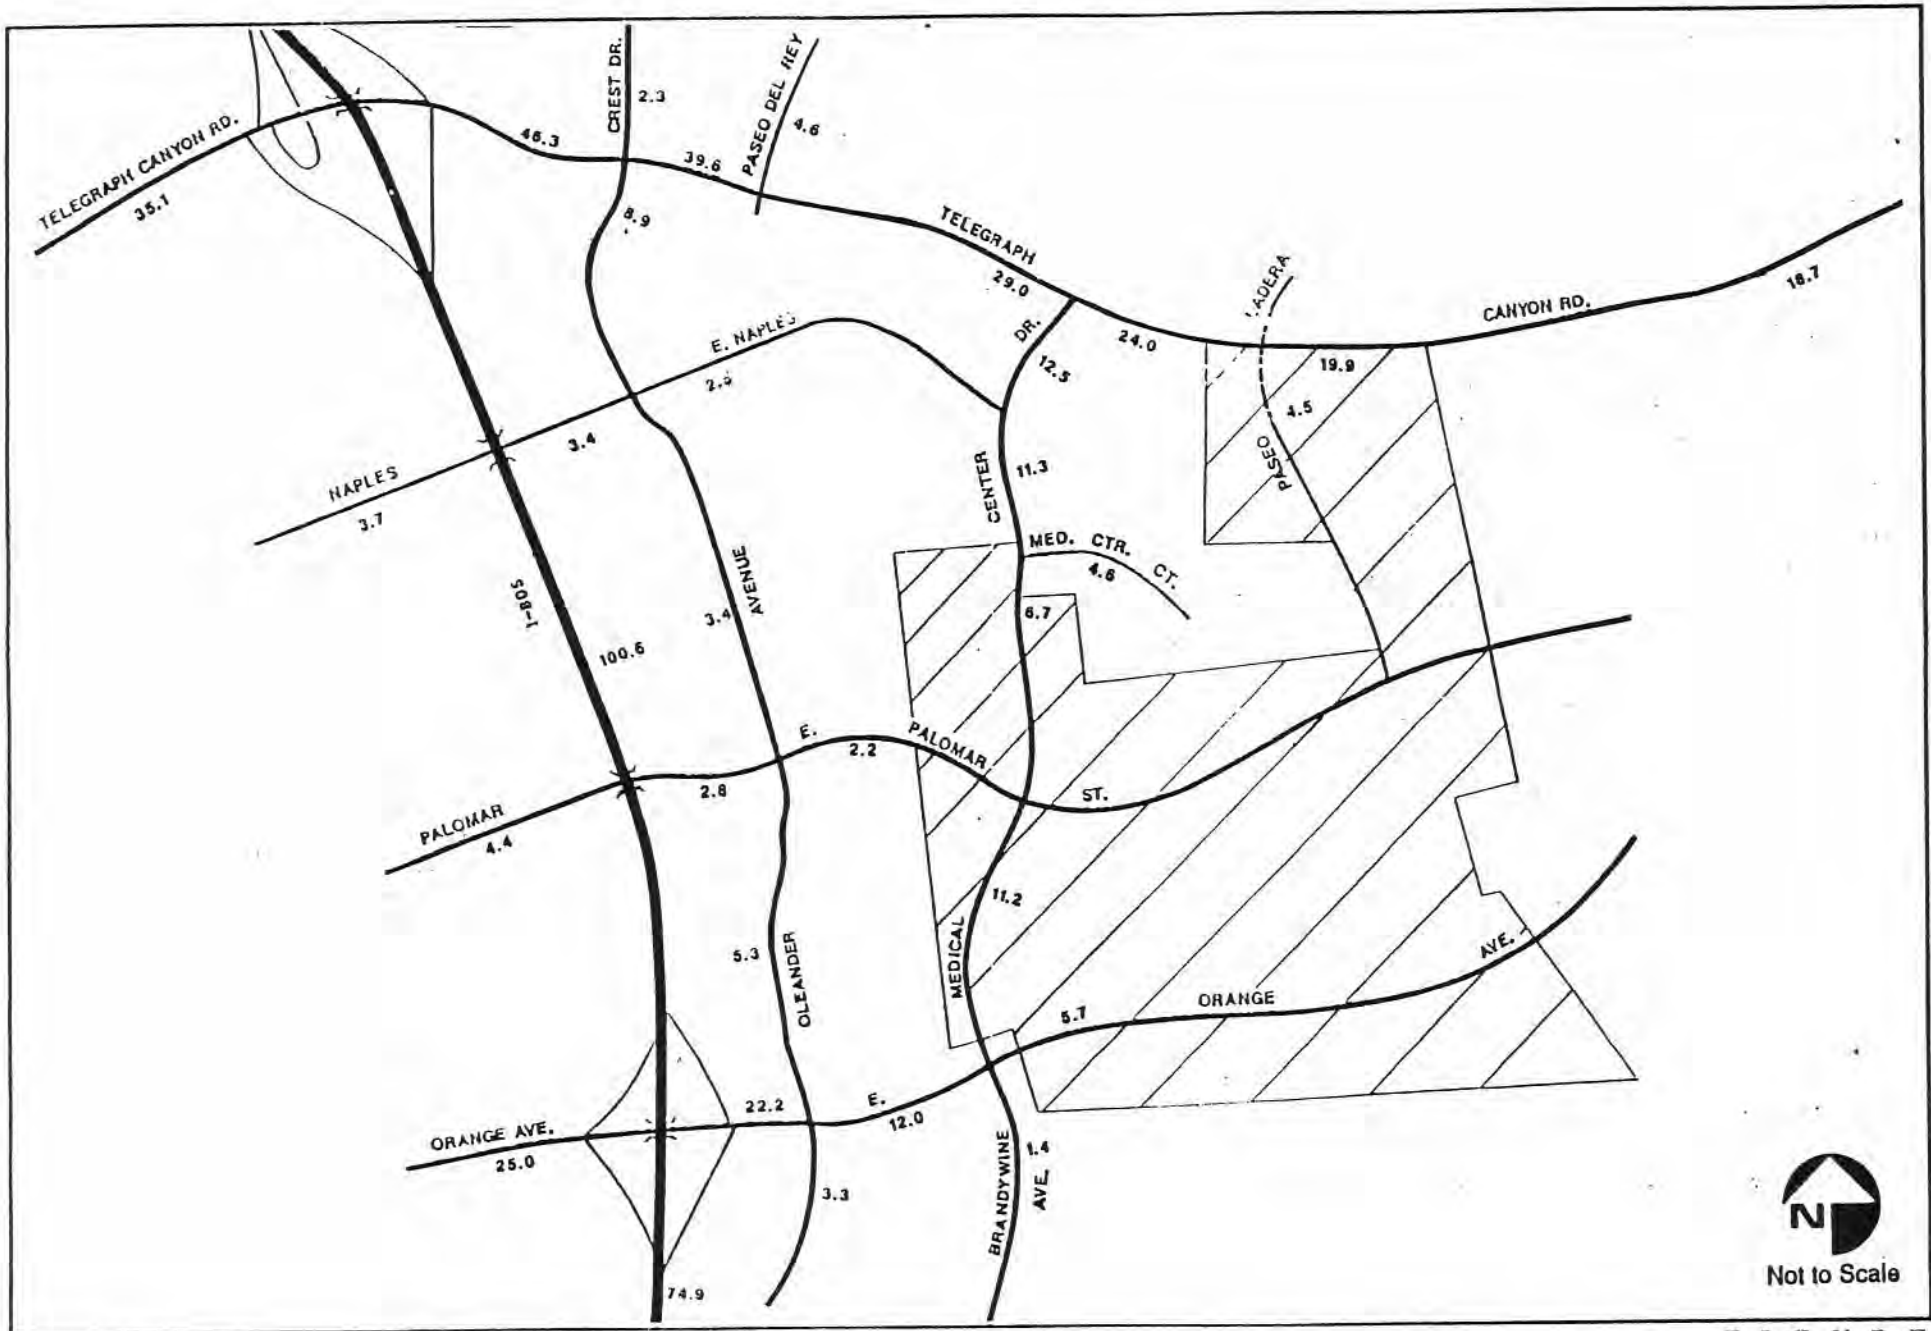 CREST DR.
2.3
PASEO DEL REY
4.6
TELEGRAPH CANYON RD.
35.1
46.3
39.6
8.9
TELEGRAPH
29.0
CANYON RD.
18.7
24.0
19.9
4.5
PASEO
DR.
12.5
E. NAPLES
3.4
NAPLES
3.7
CENTER
11.3
MED. CTR. CT.
4.6
6.7
I-805
100.6
AVENUE
3.4
E. PALOMAR ST.
2.2
2.8
PALOMAR
4.4
11.2
MEDICAL
5.3
OLEANDER
ORANGE AVE.
5.7
E.
22.2
12.0
ORANGE AVE.
25.0
3.3
BRANDYWINE AVE.
1.4
74.9
N
Not to Scale